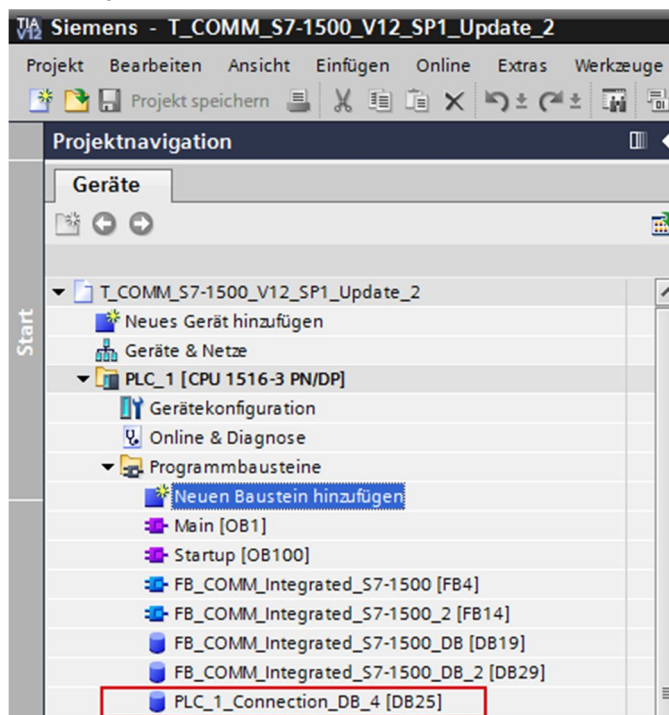 TIA V12 Siemens - T_COMM_S7-1500_V12_SP1_Update_2
Projekt Bearbeiten Ansicht Einfügen Online Extras Werkzeuge
Projekt speichern
Projektnavigation
Geräte
Start
T_COMM_S7-1500_V12_SP1_Update_2
Neues Gerät hinzufügen
Geräte & Netze
PLC_1 [CPU 1516-3 PN/DP]
Gerätekonfiguration
Online & Diagnose
Programmbausteine
Neuen Baustein hinzufügen
Main [OB1]
Startup [OB100]
FB_COMM_Integrated_S7-1500 [FB4]
FB_COMM_Integrated_S7-1500_2 [FB14]
FB_COMM_Integrated_S7-1500_DB [DB19]
FB_COMM_Integrated_S7-1500_DB_2 [DB29]
PLC_1_Connection_DB_4 [DB25]